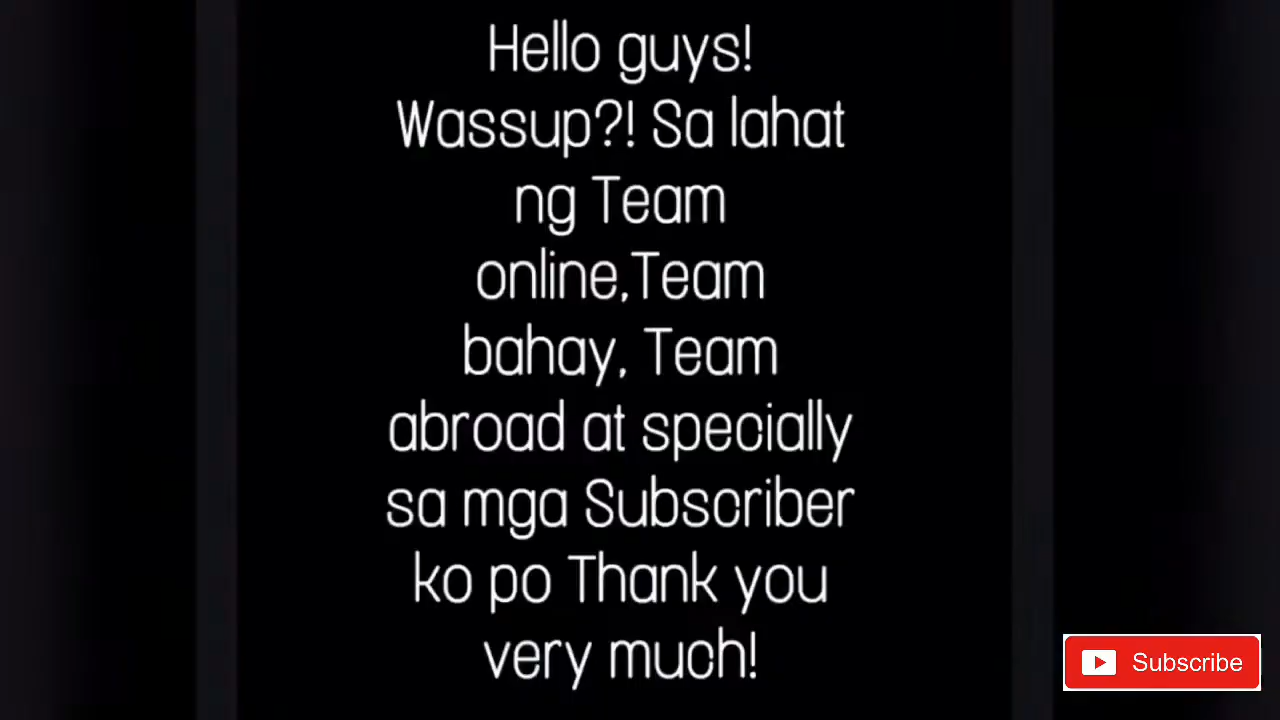 Hello guys!
Wassup?! Sa lahat
ng Team
online,Team
bahay, Team
abroad at specially
sa mga Subscriber
ko po Thank you
very much!
Subscribe